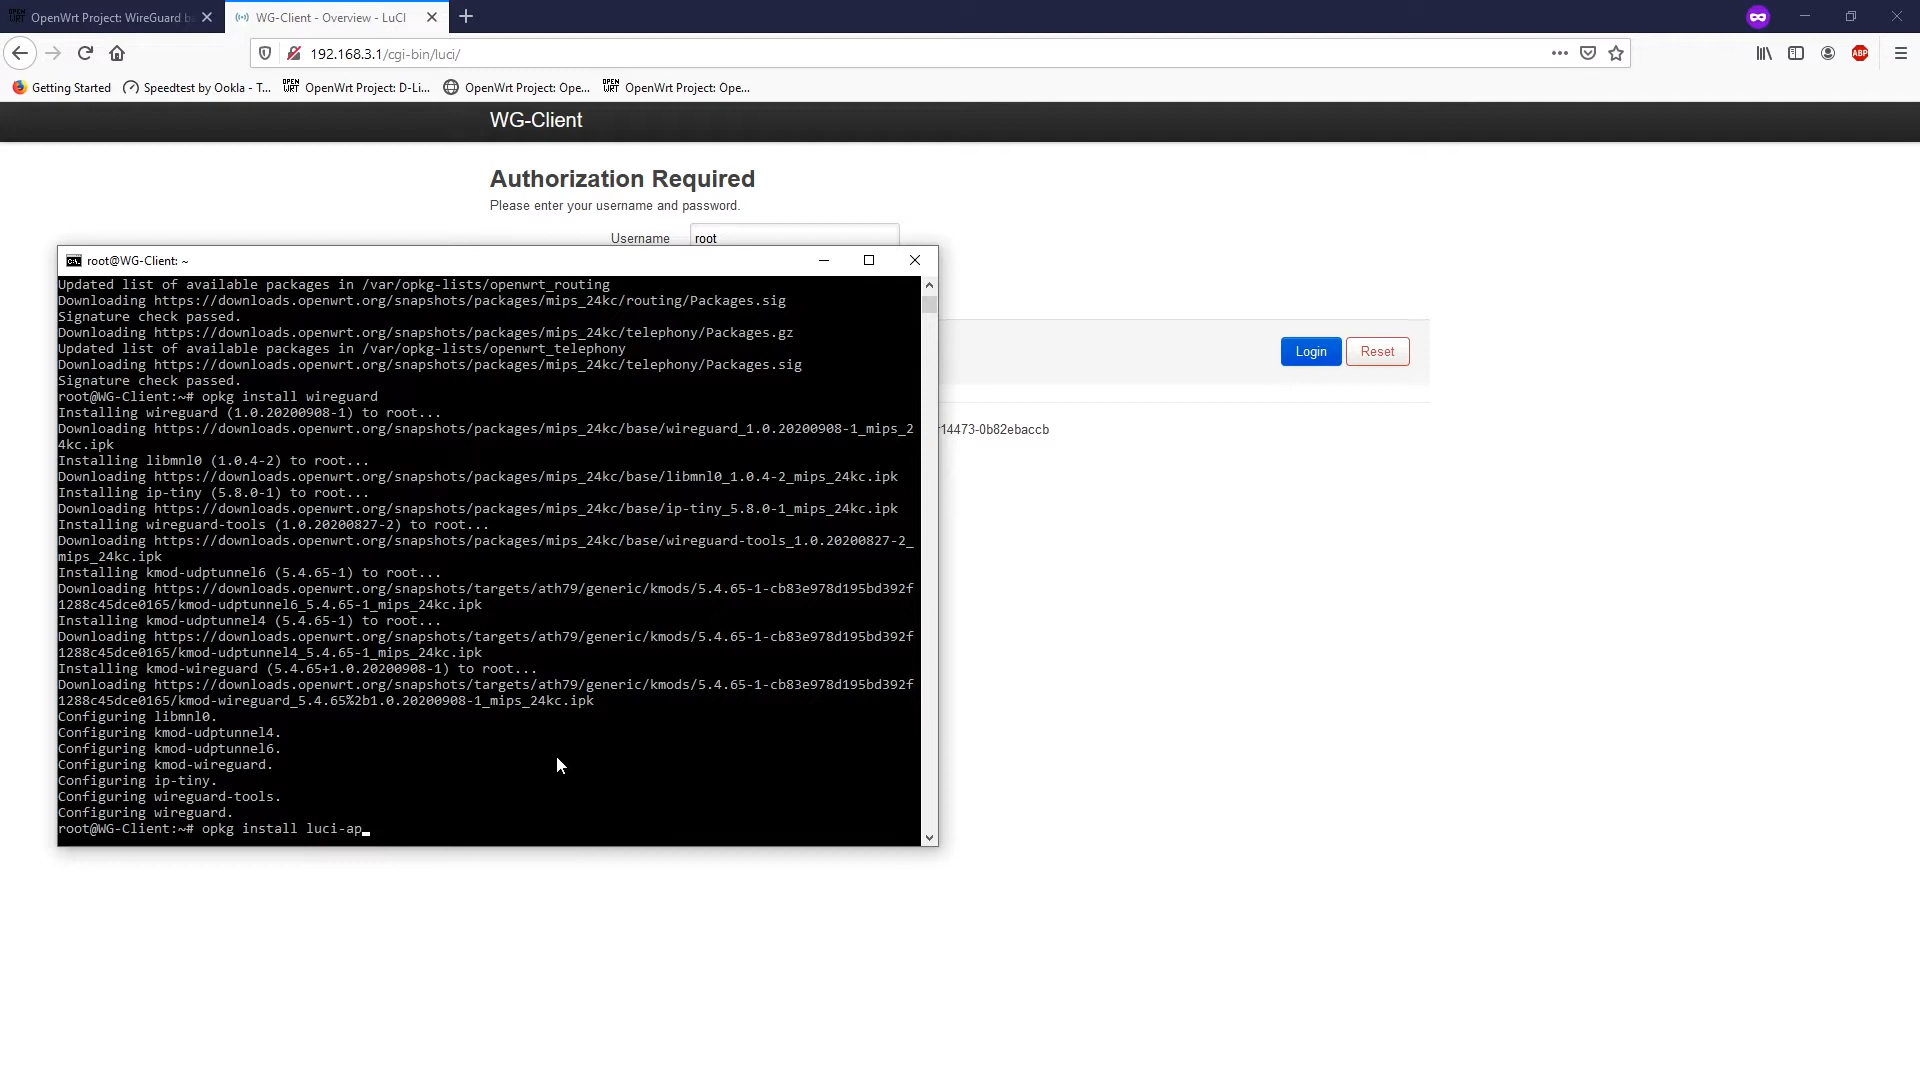 OpenWrt Project: WireGuard ba
WG-Client - Overview - LuCI
192.168.3.1/cgi-bin/luci/
ABP
Getting Started
Speedtest by Ookla - T...
OPEN WRT
OpenWrt Project: D-Li...
OpenWrt Project: Ope...
OPEN WRT
OpenWrt Project: Ope...
WG-Client
Authorization Required
Please enter your username and password.
Username
root
root@WG-Client: ~
Updated list of available packages in /var/opkg-lists/openwrt_routing
Downloading https://downloads.openwrt.org/snapshots/packages/mips_24kc/routing/Packages.sig
Signature check passed.
Downloading https://downloads.openwrt.org/snapshots/packages/mips_24kc/telephony/Packages.gz
Updated list of available packages in /var/opkg-lists/openwrt_telephony
Downloading https://downloads.openwrt.org/snapshots/packages/mips_24kc/telephony/Packages.sig
Signature check passed.
root@WG-Client:~# opkg install wireguard
Installing wireguard (1.0.20200908-1) to root...
Downloading https://downloads.openwrt.org/snapshots/packages/mips_24kc/base/wireguard_1.0.20200908-1_mips_2
4kc.ipk
Installing libmnl0 (1.0.4-2) to root...
Downloading https://downloads.openwrt.org/snapshots/packages/mips_24kc/base/libmnl0_1.0.4-2_mips_24kc.ipk
Installing ip-tiny (5.8.0-1) to root...
Downloading https://downloads.openwrt.org/snapshots/packages/mips_24kc/base/ip-tiny_5.8.0-1_mips_24kc.ipk
Installing wireguard-tools (1.0.20200827-2) to root...
Downloading https://downloads.openwrt.org/snapshots/packages/mips_24kc/base/wireguard-tools_1.0.20200827-2_
mips_24kc.ipk
Installing kmod-udptunnel6 (5.4.65-1) to root...
Downloading https://downloads.openwrt.org/snapshots/targets/ath79/generic/kmods/5.4.65-1-cb83e978d195bd392f
1288c45dce0165/kmod-udptunnel6_5.4.65-1_mips_24kc.ipk
Installing kmod-udptunnel4 (5.4.65-1) to root...
Downloading https://downloads.openwrt.org/snapshots/targets/ath79/generic/kmods/5.4.65-1-cb83e978d195bd392f
1288c45dce0165/kmod-udptunnel4_5.4.65-1_mips_24kc.ipk
Installing kmod-wireguard (5.4.65+1.0.20200908-1) to root...
Downloading https://downloads.openwrt.org/snapshots/targets/ath79/generic/kmods/5.4.65-1-cb83e978d195bd392f
1288c45dce0165/kmod-wireguard_5.4.65%2b1.0.20200908-1_mips_24kc.ipk
Configuring libmnl0.
Configuring kmod-udptunnel4.
Configuring kmod-udptunnel6.
Configuring kmod-wireguard.
Configuring ip-tiny.
Configuring wireguard-tools.
Configuring wireguard.
root@WG-Client:~# opkg install luci-ap
Login
Reset
r14473-0b82ebaccb